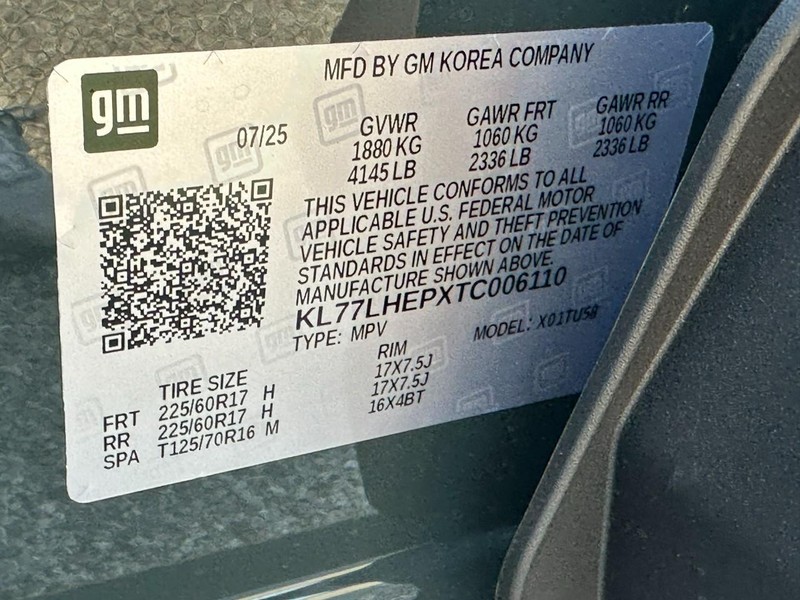 MFD BY GM KOREA COMPANY
gm
07/25
GVWR GAWR FRT GAWR RR
1880 KG 1060 KG 1060 KG
4145 LB 2336 LB 2336 LB
THIS VEHICLE CONFORMS TO ALL
APPLICABLE U.S. FEDERAL MOTOR
VEHICLE SAFETY AND THEFT PREVENTION
STANDARDS IN EFFECT ON THE DATE OF
MANUFACTURE SHOWN ABOVE.
KL77LHEPXTC006110
TYPE: MPV MODEL: X01TU58
TIRE SIZE RIM
FRT 225/60R17 H 17X7.5J
RR 225/60R17 H 17X7.5J
SPA T125/70R16 M 16X4BT